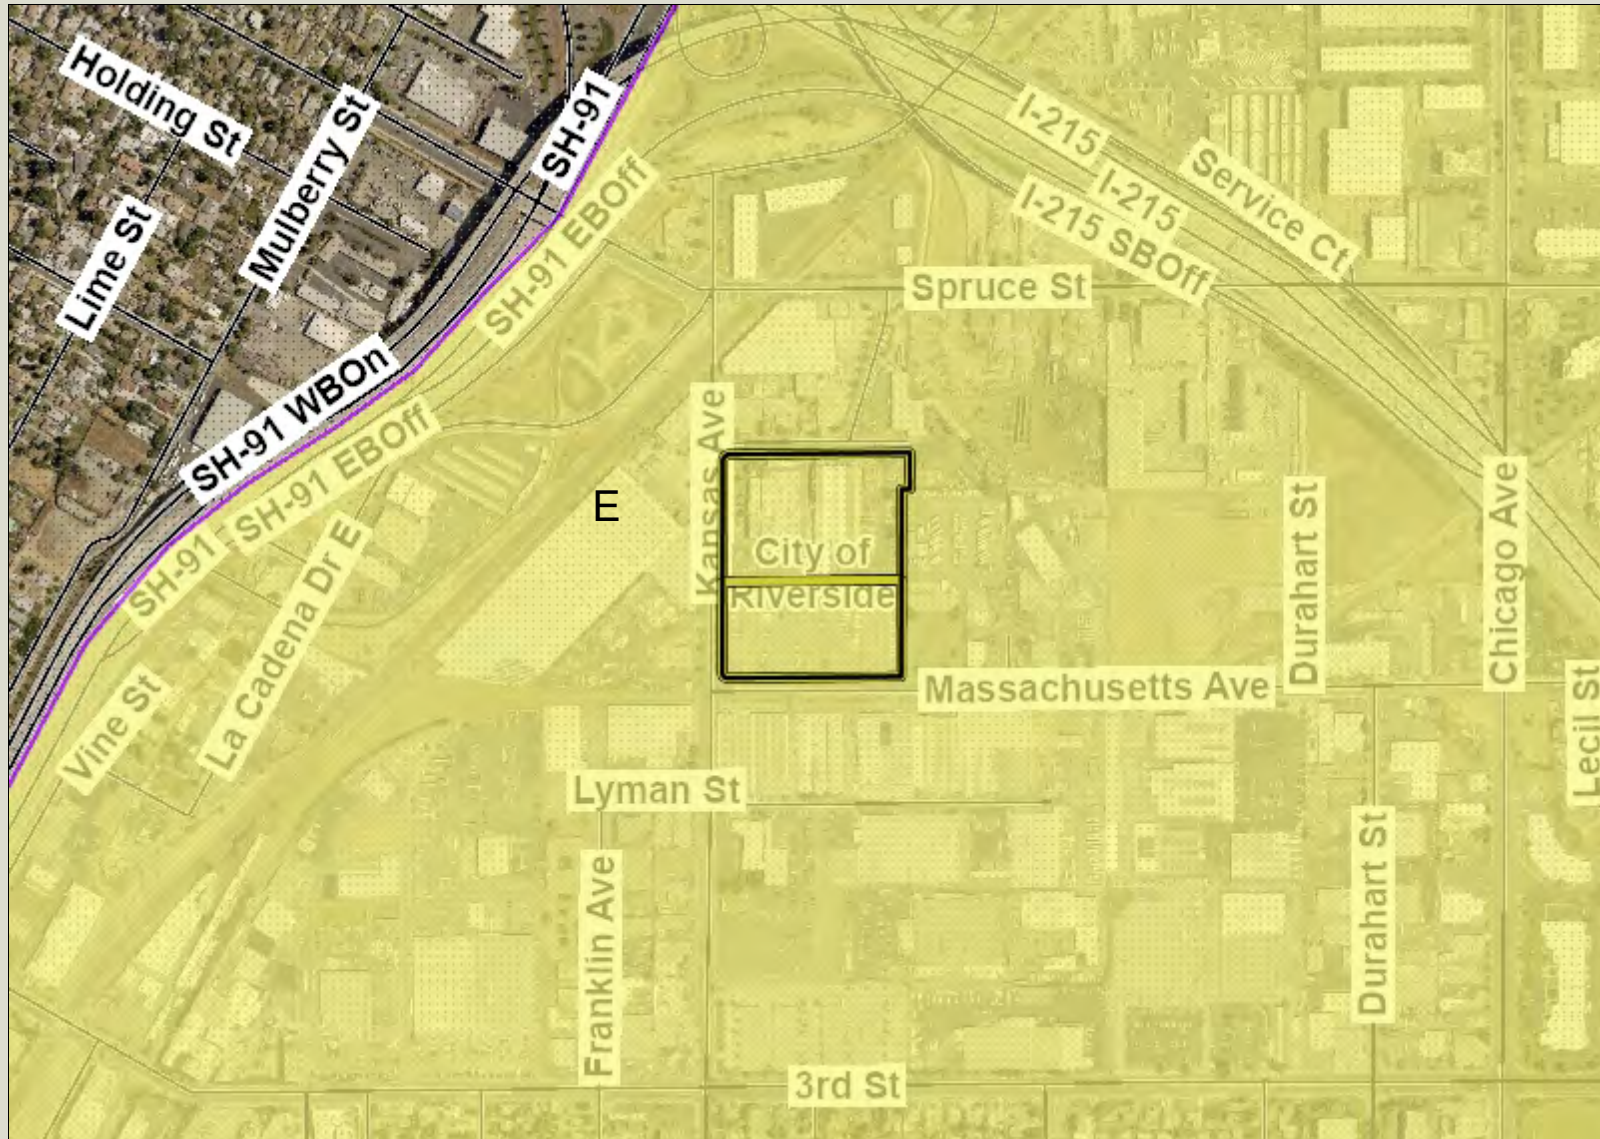 Holding St
Mulberry St
Lime St
SH-91
SH-91 EBOff
I-215
I-215
I-215 SBOff
Service Ct
Spruce St
SH-91 WBOn
SH-91 EBOff
SH-91
Kansas Ave
E
City of
Riverside
La Cadena Dr E
Vine St
Massachusetts Ave
Durahart St
Chicago Ave
Lecil St
Lyman St
Franklin Ave
Durahart St
3rd St